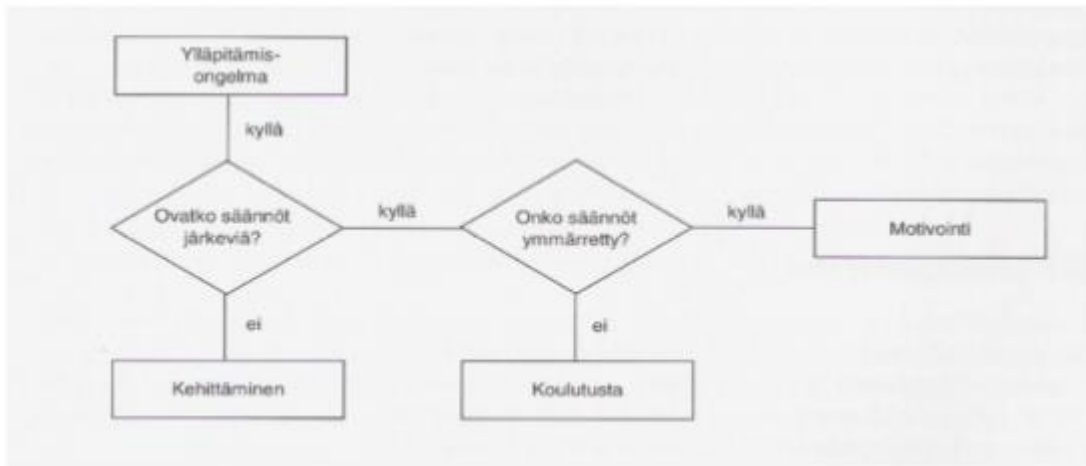 Ylläpitämis-
ongelma
kyllä
Ovatko säännöt
järkeviä?
kyllä
Onko säännöt
ymmärretty?
kyllä
Motivointi
ei
ei
Kehittäminen
Koulutusta